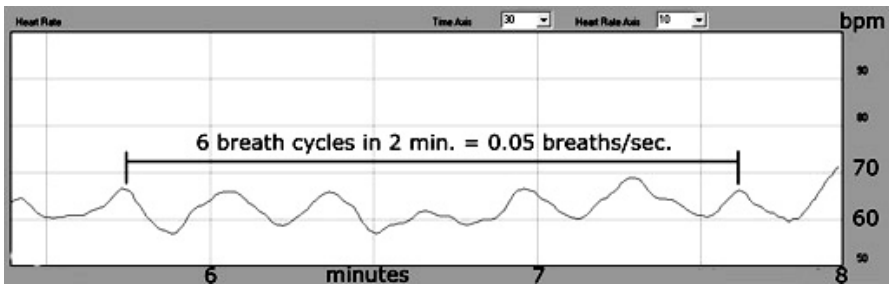 Heart Rate Time Axis 30 Heart Rate Axis 10 bpm
90
80
6 breath cycles in 2 min. = 0.05 breaths/sec.
70
60
50
6 minutes 7 8